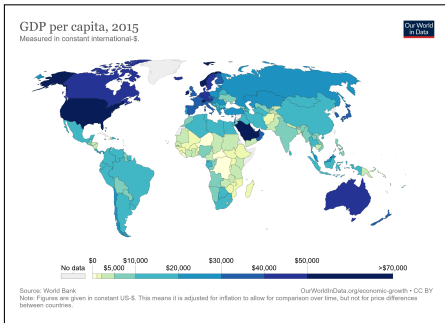 GDP per capita, 2015
Measured in constant international-$.
Our World
in Data
No data
$0
$5,000
$10,000
$20,000
$30,000
$40,000
$50,000
>$70,000
Source: World Bank
OurWorldInData.org/economic-growth • CC BY
Note: Figures are given in constant US-$. This means it is adjusted for inflation to allow for comparison over time, but not for price differences
between countries.